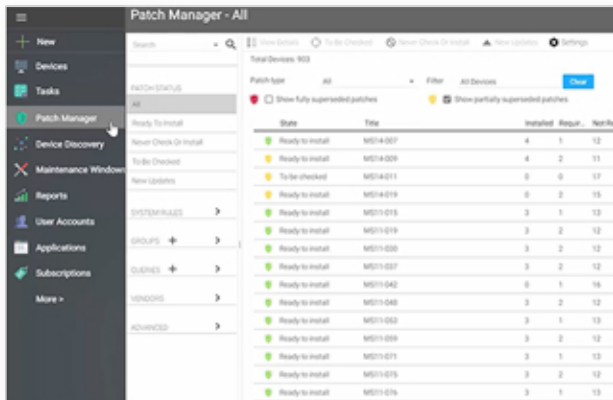 Patch Manager - All
New
Devices
Tasks
Patch Manager
Device Discovery
Maintenance Windows
Reports
User Accounts
Applications
Subscriptions
More >
Search
PATCH STATUS
All
Ready To Install
Never Check Or Install
To Be Checked
New Updates
SYSTEM RULES
GROUPS +
QUERIES +
VENDORS
ADVANCED
View Details To Be Checked Never Check Or Install New Updates Settings
Total Devices: 903
Patch type All Filter All Devices Clear
Show fully superseded patches Show partially superseded patches
State Title Installed Requir... Not Re
Ready to install MS14-007 4 1 12
Ready to install MS14-009 4 2 11
To be checked MS14-011 0 0 17
Ready to install MS14-019 0 2 15
Ready to install MS11-015 3 1 13
Ready to install MS11-019 3 2 12
Ready to install MS11-030 3 2 12
Ready to install MS11-037 3 2 12
Ready to install MS11-042 0 1 16
Ready to install MS11-048 3 2 12
Ready to install MS11-053 3 1 13
Ready to install MS11-059 3 2 12
Ready to install MS11-071 3 1 13
Ready to install MS11-075 3 2 12
Ready to install MS11-076 3 1 13